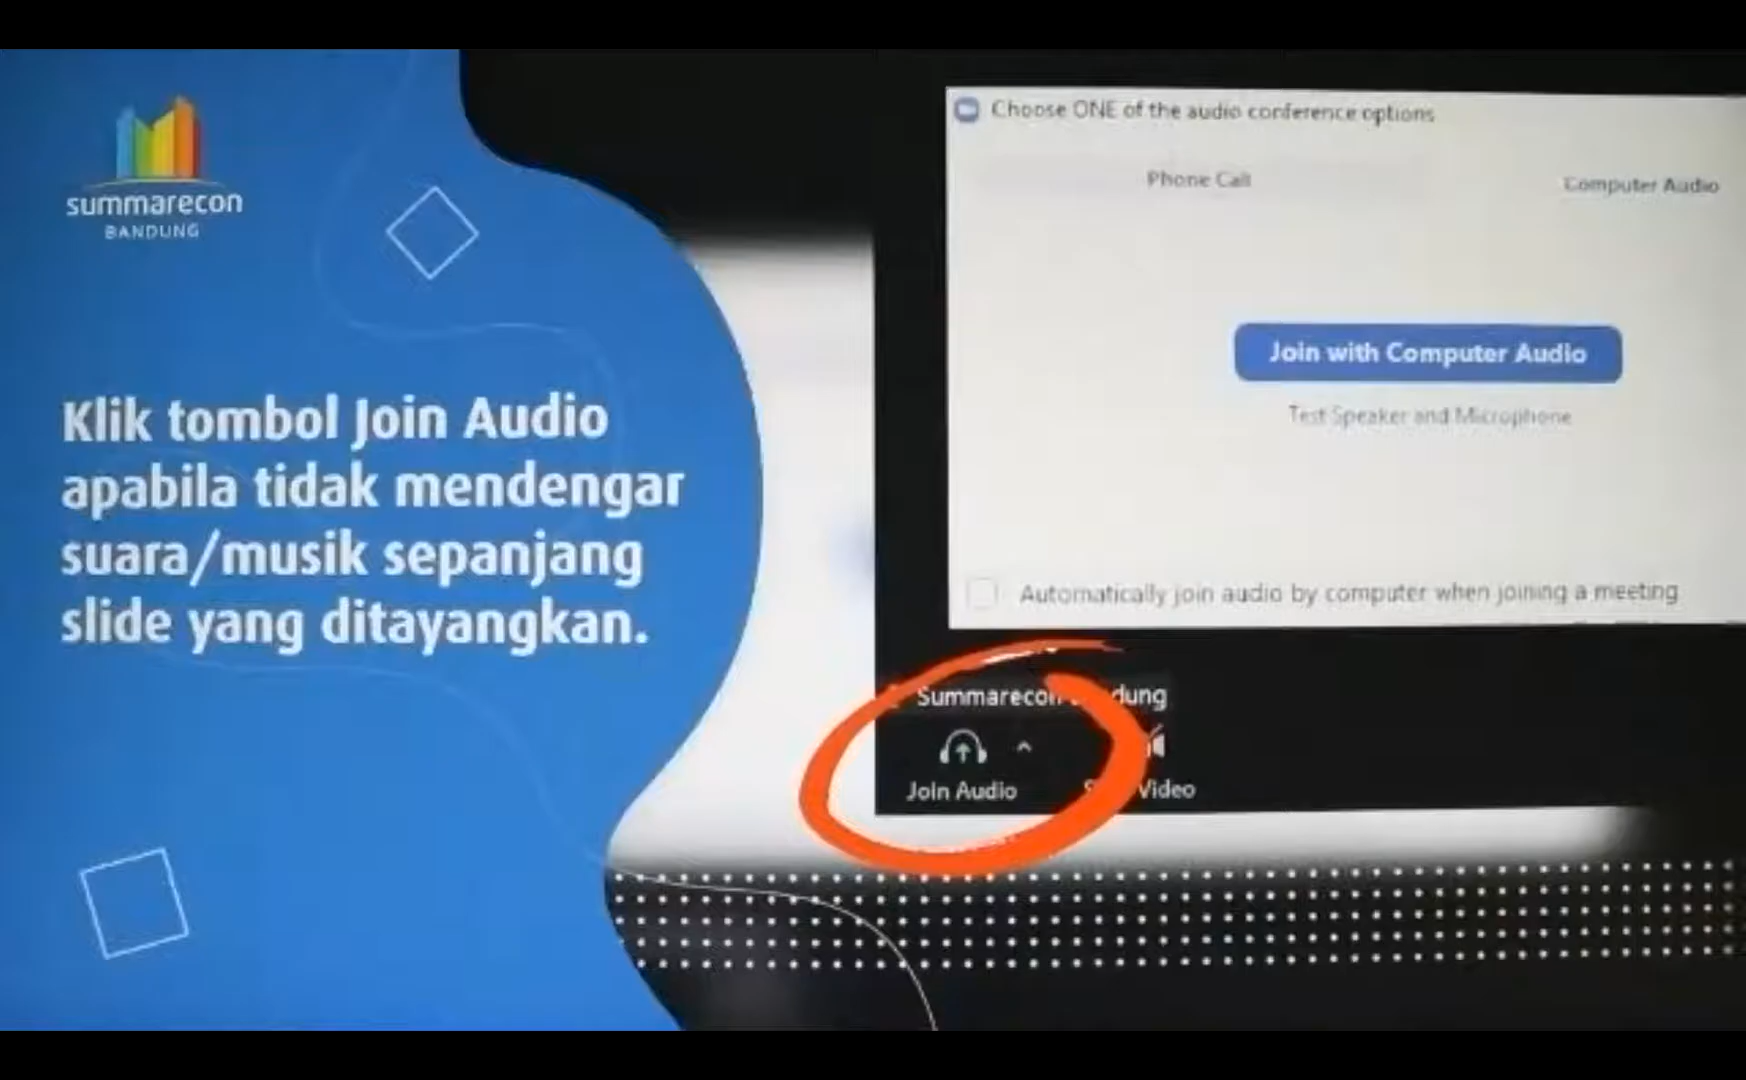 summarecon
BANDUNG
Klik tombol Join Audio
apabila tidak mendengar
suara/musik sepanjang
slide yang ditayangkan.
Choose ONE of the audio conference options
Phone Call
Computer Audio
Join with Computer Audio
Test Speaker and Microphone
Automatically join audio by computer when joining a meeting
Summarecon
Join Audio
Video